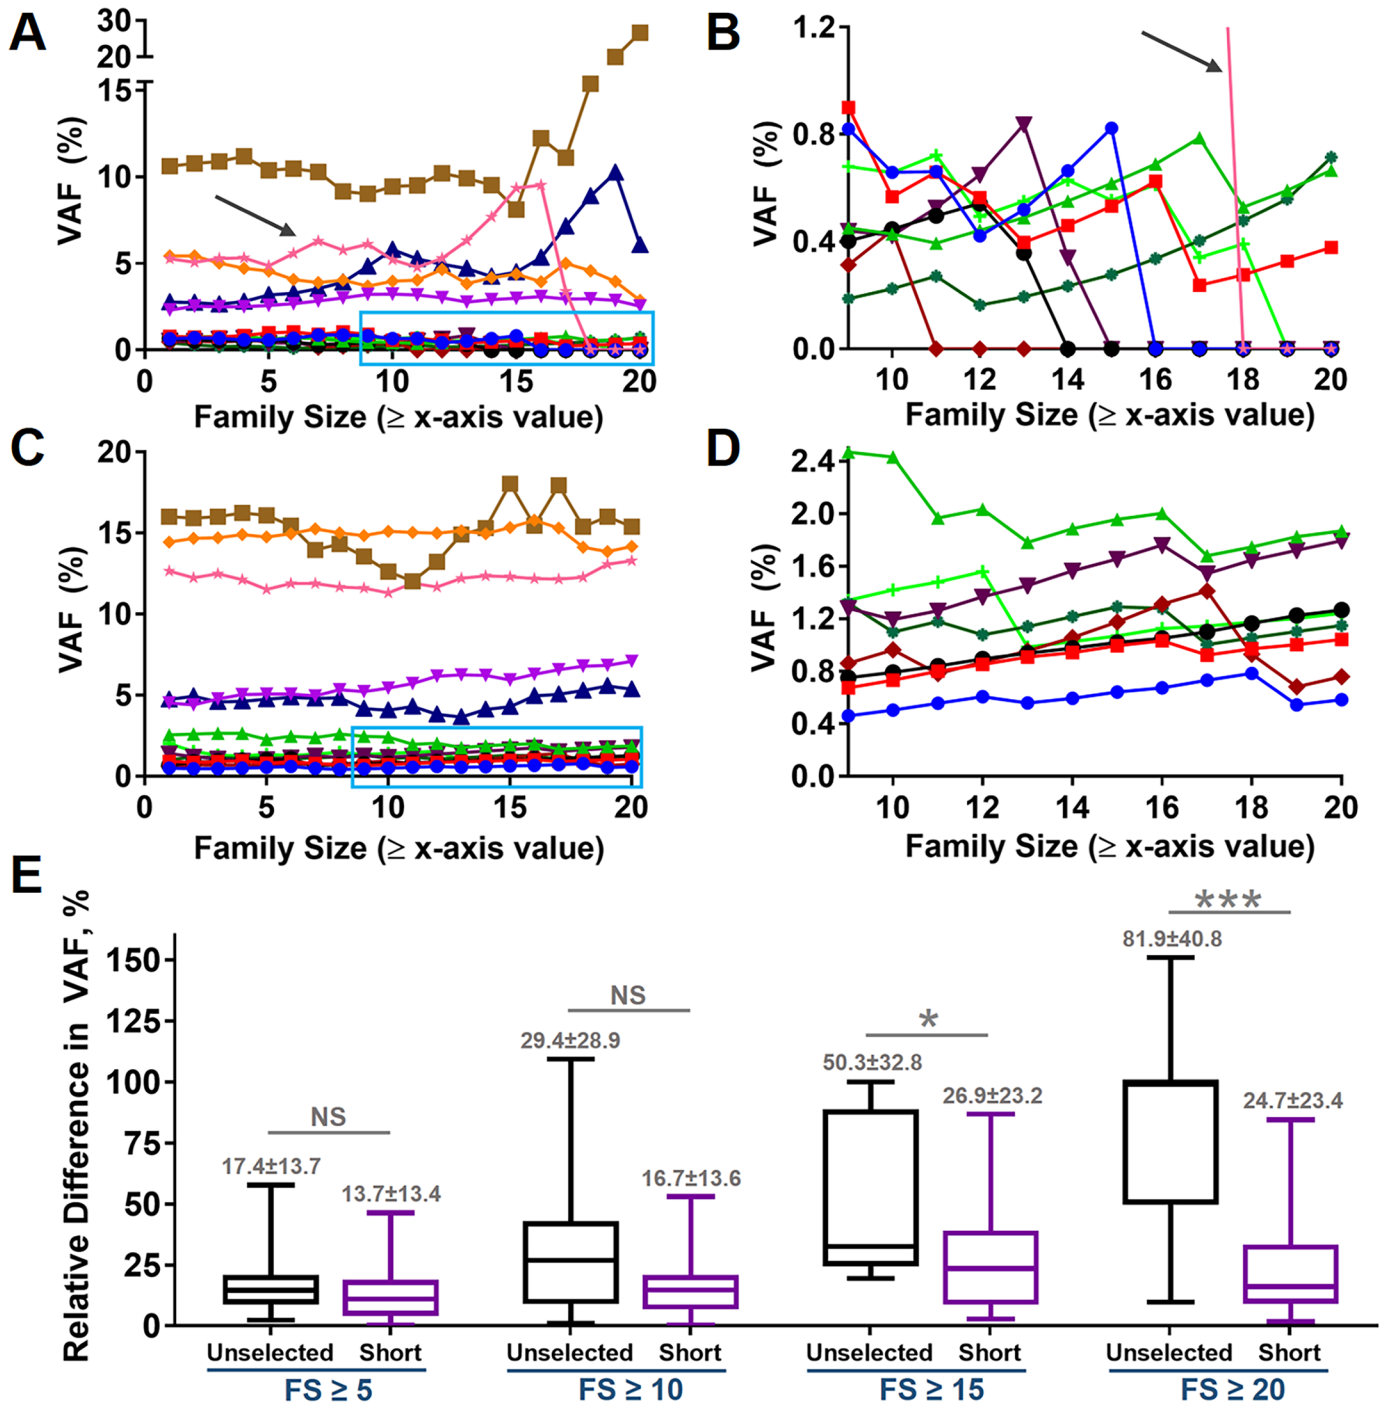 A
30
20
15
10
5
0
VAF (%)
0 5 10 15 20
Family Size (≥ x-axis value)
B
1.2
0.8
0.4
0.0
VAF (%)
10 12 14 16 18 20
Family Size (≥ x-axis value)
C
20
15
10
5
0
VAF (%)
0 5 10 15 20
Family Size (≥ x-axis value)
D
2.4
2.0
1.6
1.2
0.8
0.4
0.0
VAF (%)
10 12 14 16 18 20
Family Size (≥ x-axis value)
E
Relative Difference in VAF, %
150
125
100
75
50
25
0
NS
17.4±13.7
13.7±13.4
NS
29.4±28.9
16.7±13.6
*
50.3±32.8
26.9±23.2
***
81.9±40.8
24.7±23.4
Unselected Short Unselected Short Unselected Short Unselected Short
FS ≥ 5 FS ≥ 10 FS ≥ 15 FS ≥ 20